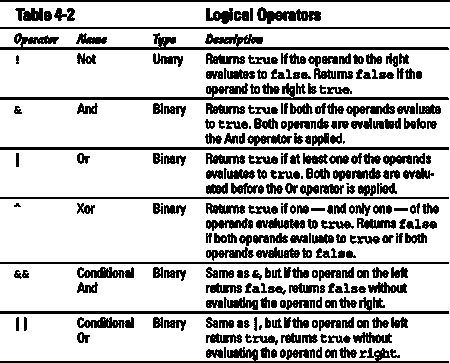 Table 4-2 Logical Operators
Operator Name Type Description
! Not Unary Returns true if the operand to the right
evaluates to false. Returns false if the
operand to the right is true.
& And Binary Returns true if both of the operands evaluate
to true. Both operands are evaluated before
the And operator is applied.
| Or Binary Returns true if at least one of the operands
evaluates to true. Both operands are evalu-
ated before the Or operator is applied.
^ Xor Binary Returns true if one — and only one — of the
operands evaluates to true. Returns false
if both operands evaluate to true or if both
operands evaluate to false.
&& Conditional Binary Same as &, but if the operand on the left
And returns false, returns false without
evaluating the operand on the right.
|| Conditional Binary Same as |, but if the operand on the left
Or returns true, returns true without
evaluating the operand on the right.